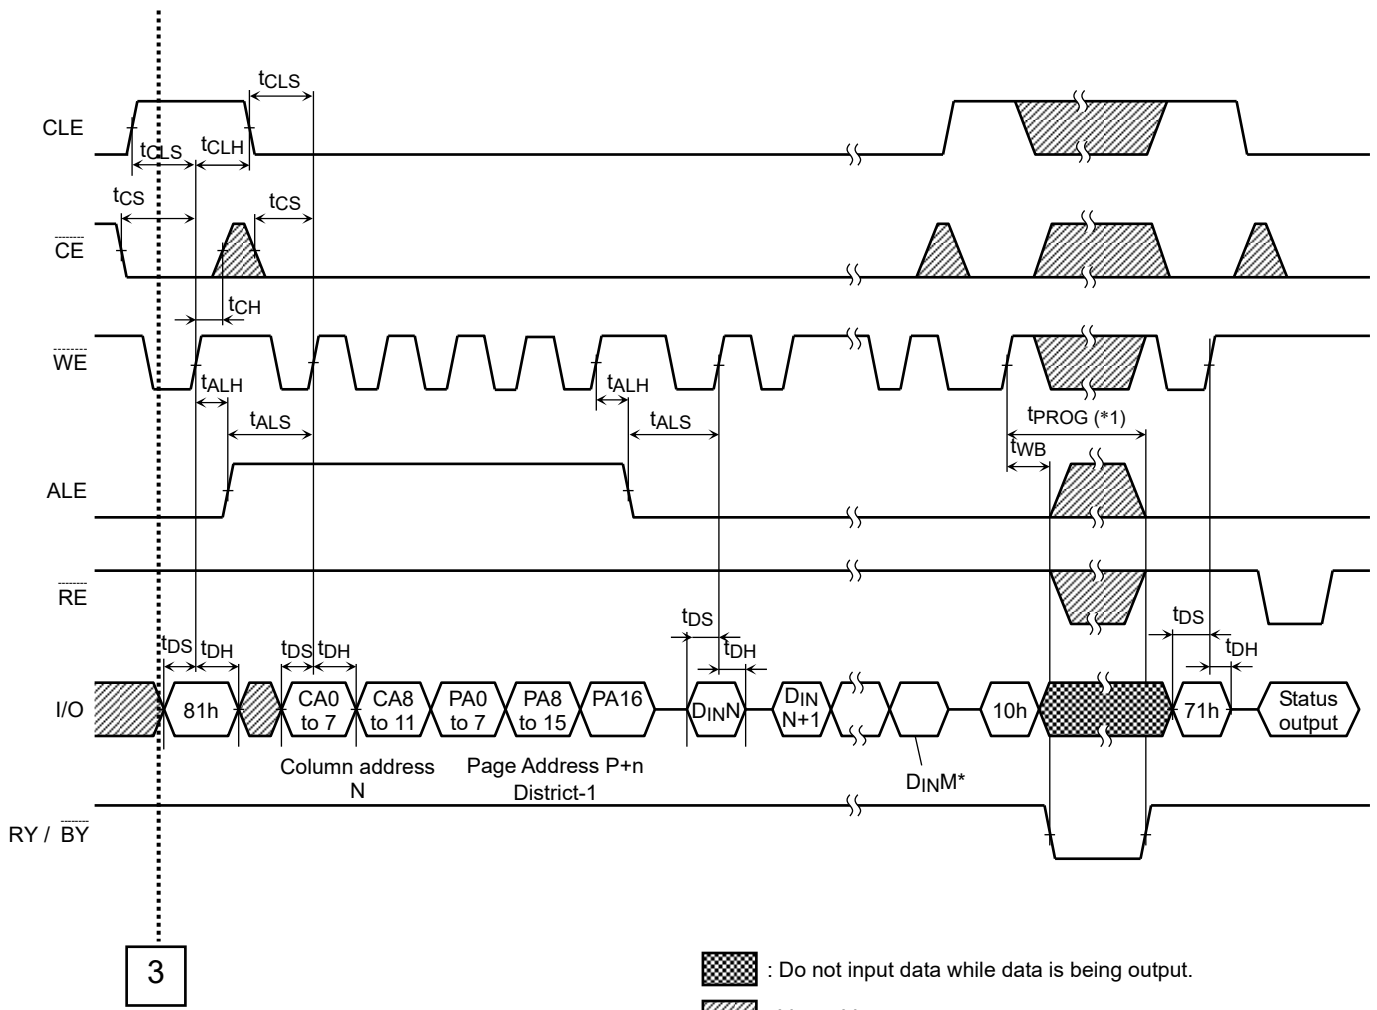 tCLS
CLE
tCLS tCLH
tCS tCS
CE
tCH
WE
tALH tALH
tALS tALS tPROG (*1)
tWB
ALE
RE
tDS tDS
tDS tDH tDS tDH tDH tDH
I/O 81h CA0 to 7 CA8 to 11 PA0 to 7 PA8 to 15 PA16 DINN DIN N+1 10h 71h Status output
Column address N
Page Address P+n District-1
DINM*
RY / BY
3
: Do not input data while data is being output.